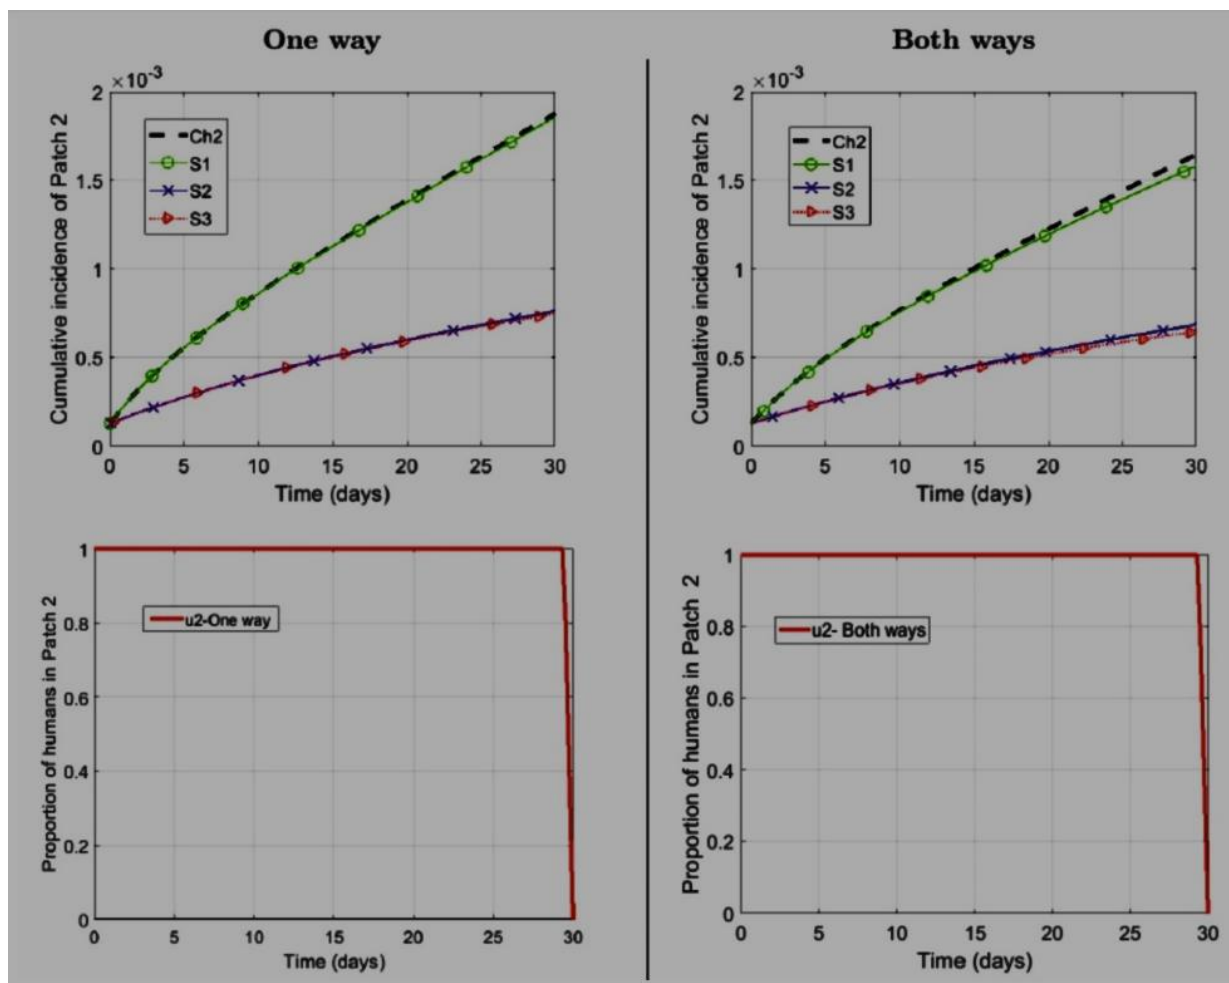 One way
×10⁻³
2
1.5
1
0.5
0
Cumulative incidence of Patch 2
Ch2
S1
S2
S3
0 5 10 15 20 25 30
Time (days)
Both ways
×10⁻³
2
1.5
1
0.5
0
Cumulative incidence of Patch 2
Ch2
S1
S2
S3
0 5 10 15 20 25 30
Time (days)
1
0.8
0.6
0.4
0.2
0
Proportion of humans in Patch 2
u2-One way
0 5 10 15 20 25 30
Time (days)
1
0.8
0.6
0.4
0.2
0
Proportion of humans in Patch 2
u2- Both ways
0 5 10 15 20 25 30
Time (days)